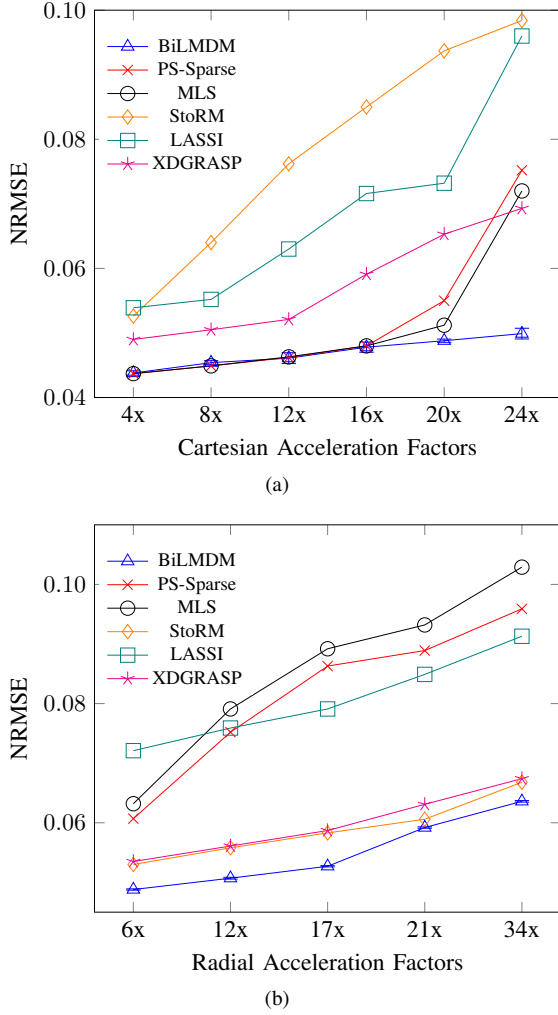 0.10
0.08
0.06
0.04
NRMSE
BiLMDM
PS-Sparse
MLS
StoRM
LASSI
XDGRASP
4x 8x 12x 16x 20x 24x
Cartesian Acceleration Factors
(a)
0.10
0.08
0.06
NRMSE
BiLMDM
PS-Sparse
MLS
StoRM
LASSI
XDGRASP
6x 12x 17x 21x 34x
Radial Acceleration Factors
(b)